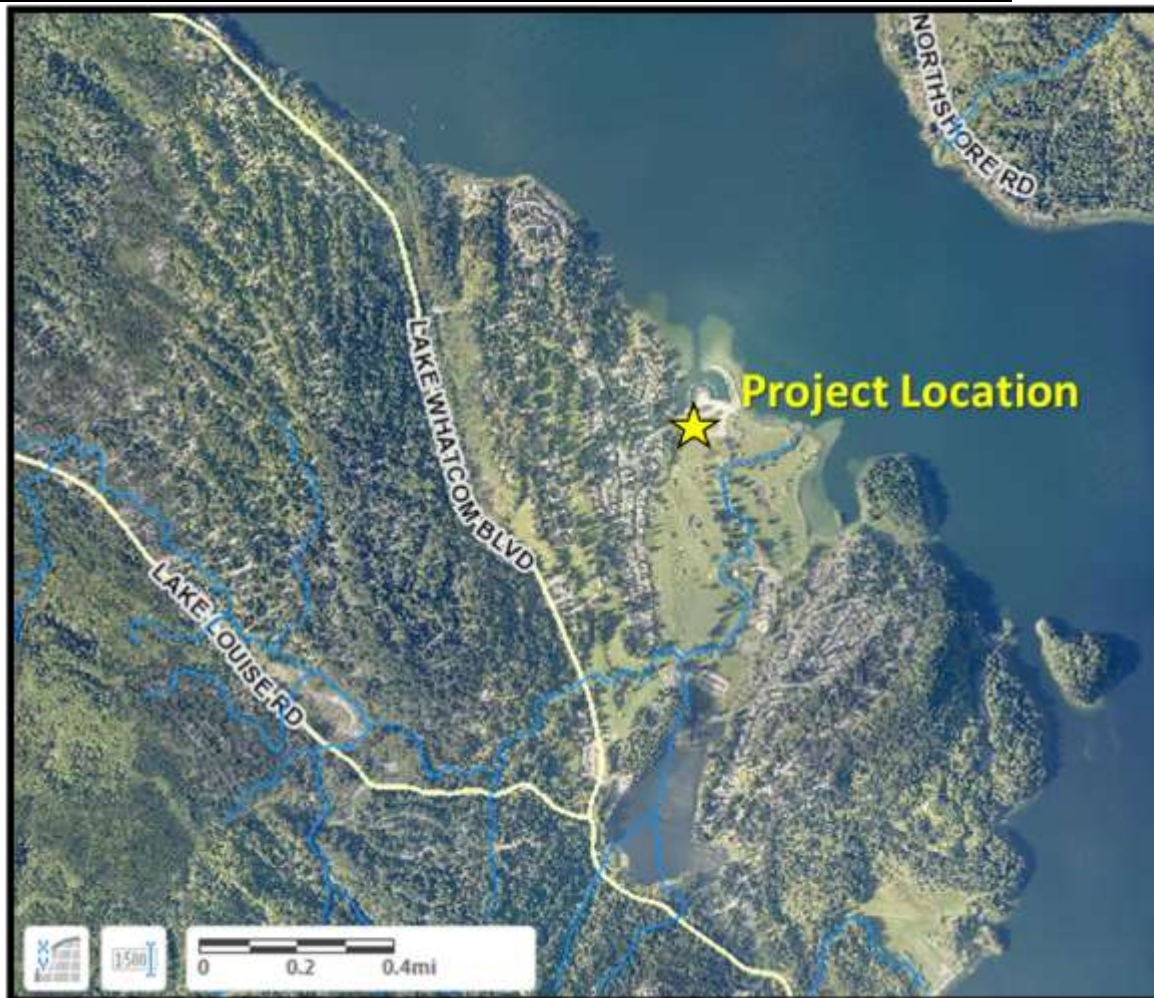 NORTHSHORE RD
LAKE WHATCOM BLVD
Project Location
LAKE LOUISE RD
0 0.2 0.4mi